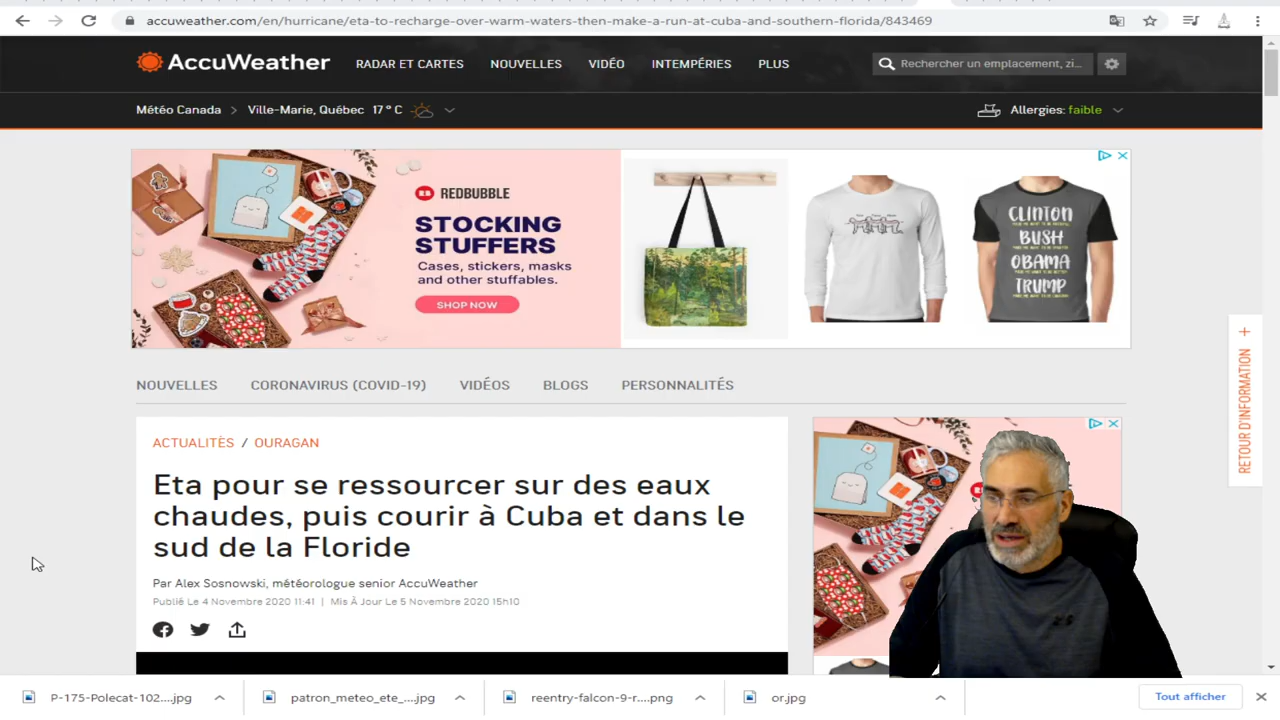 accuweather.com/en/hurricane/eta-to-recharge-over-warm-waters-then-make-a-run-at-cuba-and-southern-florida/843469
AccuWeather
RADAR ET CARTES
NOUVELLES
VIDÉO
INTEMPÉRIES
PLUS
Rechercher un emplacement, zi...
Météo Canada > Ville-Marie, Québec 17° C
Allergies: faible
REDBUBBLE
STOCKING
STUFFERS
Cases, stickers, masks
and other stuffables.
SHOP NOW
CLINTON
BUSH
OBAMA
TRUMP
NOUVELLES
CORONAVIRUS (COVID-19)
VIDÉOS
BLOGS
PERSONNALITÉS
RETOUR D'INFORMATION +
ACTUALITÈS / OURAGAN
Eta pour se ressourcer sur des eaux
chaudes, puis courir à Cuba et dans le
sud de la Floride
Par Alex Sosnowski, météorologue senior AccuWeather
Publié Le 4 Novembre 2020 11:41 | Mis À Jour Le 5 Novembre 2020 15h10
P-175-Polecat-102....jpg
patron_meteo_ete_....jpg
reentry-falcon-9-r....png
or.jpg
Tout afficher